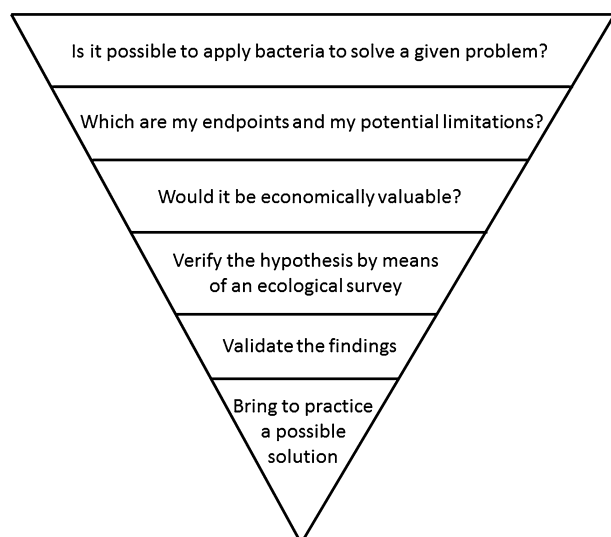 Is it possible to apply bacteria to solve a given problem?
Which are my endpoints and my potential limitations?
Would it be economically valuable?
Verify the hypothesis by means
of an ecological survey
Validate the findings
Bring to practice
a possible
solution